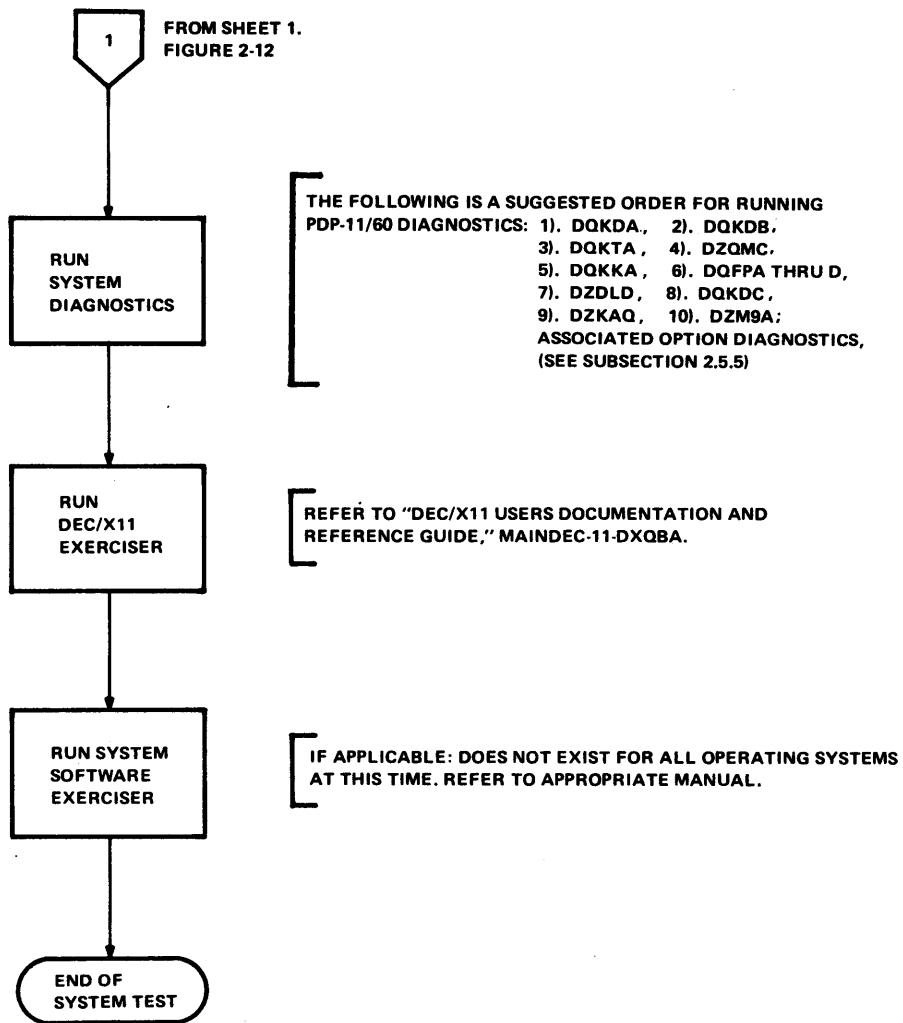 1
FROM SHEET 1.
FIGURE 2-12
RUN
SYSTEM
DIAGNOSTICS
THE FOLLOWING IS A SUGGESTED ORDER FOR RUNNING
PDP-11/60 DIAGNOSTICS: 1). DQKDA, 2). DQKDB,
3). DQKTA, 4). DZQMC,
5). DQKKA, 6). DQFPA THRU D,
7). DZDLD, 8). DQKDC,
9). DZKAQ, 10). DZM9A;
ASSOCIATED OPTION DIAGNOSTICS,
(SEE SUBSECTION 2.5.5)
RUN
DEC/X11
EXERCISER
REFER TO "DEC/X11 USERS DOCUMENTATION AND
REFERENCE GUIDE," MAINDEC-11-DXQBA.
RUN SYSTEM
SOFTWARE
EXERCISER
IF APPLICABLE: DOES NOT EXIST FOR ALL OPERATING SYSTEMS
AT THIS TIME. REFER TO APPROPRIATE MANUAL.
END OF
SYSTEM TEST